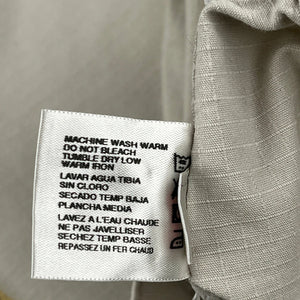 MACHINE WASH WARM
DO NOT BLEACH
TUMBLE DRY LOW
WARM IRON
LAVAR AGUA TIBIA
SIN CLORO
SECADO TEMP BAJA
PLANCHA MEDIA
LAVEZ A L'EAU CHAUDE
NE PAS JAVELLISER
SECHEZ TEMP BASSE
REPASSEZ UN FER CHAUD